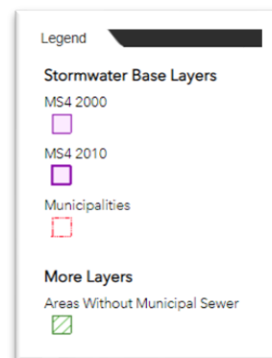 Legend
Stormwater Base Layers
MS4 2000
MS4 2010
Municipalities
More Layers
Areas Without Municipal Sewer